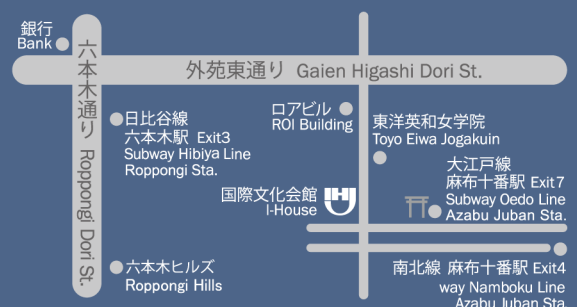 銀行
Bank
六本木通り Roppongi Dori St.
外苑東通り Gaien Higashi Dori St.
日比谷線
六本木駅 Exit3
Subway Hibiya Line
Roppongi Sta.
ロアビル
ROI Building
東洋英和女学院
Toyo Eiwa Jogakuin
大江戸線
麻布十番駅 Exit7
Subway Oedo Line
Azabu Juban Sta.
国際文化会館
I-House
六本木ヒルズ
Roppongi Hills
南北線 麻布十番駅 Exit4
way Namboku Line
Azabu Juban Sta.